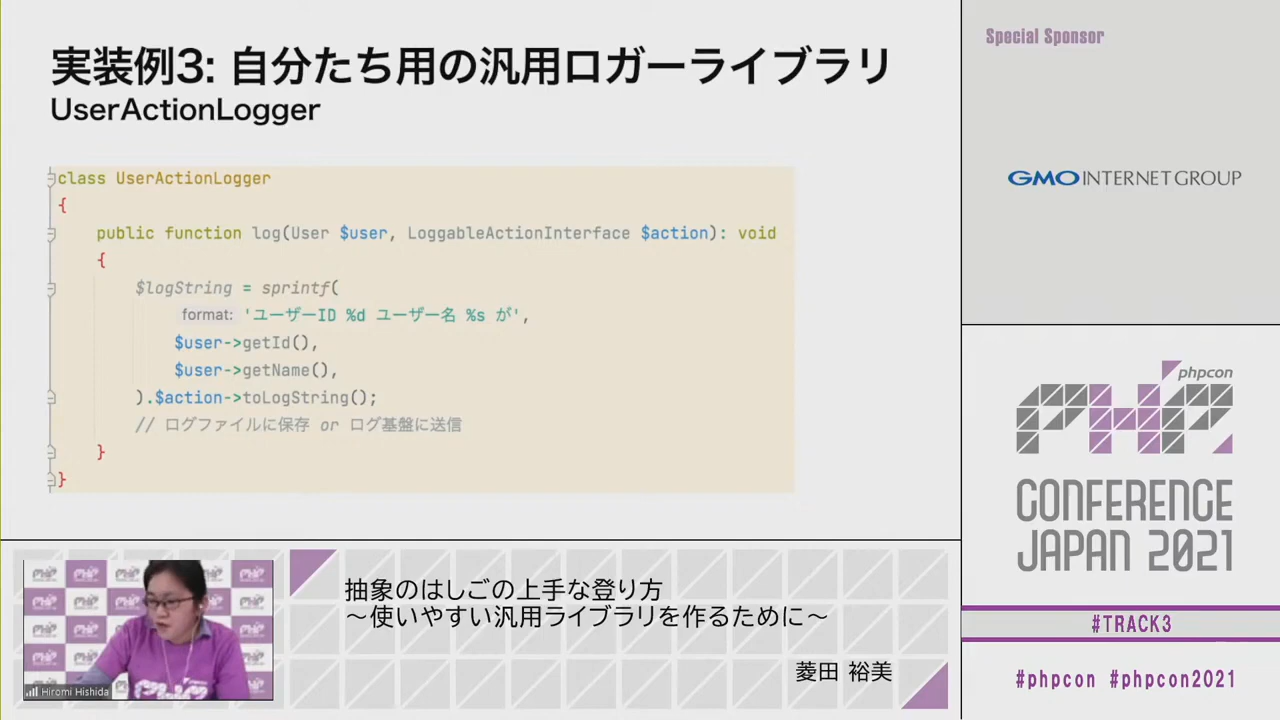 実装例3: 自分たち用の汎用ロガーライブラリ
UserActionLogger
class UserActionLogger
{
public function log(User $user, LoggableActionInterface $action): void
{
$logString = sprintf(
format: 'ユーザーID %d ユーザー名 %s が',
$user->getId(),
$user->getName(),
).$action->toLogString();
// ログファイルに保存 or ログ基盤に送信
}
}
Special Sponsor
GMO INTERNET GROUP
phpcon
PHP
CONFERENCE
JAPAN 2021
#TRACK3
#phpcon #phpcon2021
抽象のはしごの上手な登り方
〜使いやすい汎用ライブラリを作るために〜
菱田 裕美
Hiromi Hishida